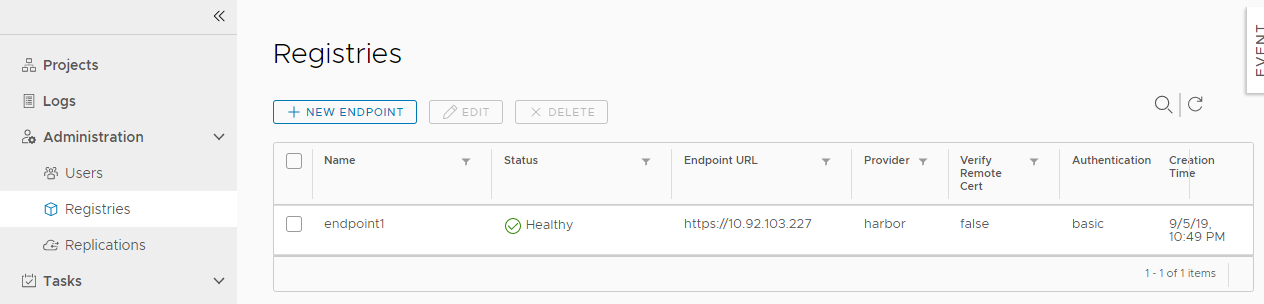 Projects
Logs
Administration
Users
Registries
Replications
Tasks
Registries
NEW ENDPOINT
EDIT
DELETE
Name
Status
Endpoint URL
Provider
Verify
Remote
Cert
Authentication
Creation
Time
endpoint1
Healthy
https://10.92.103.227
harbor
false
basic
9/5/19,
10:49 PM
1 - 1 of 1 items
EVENT